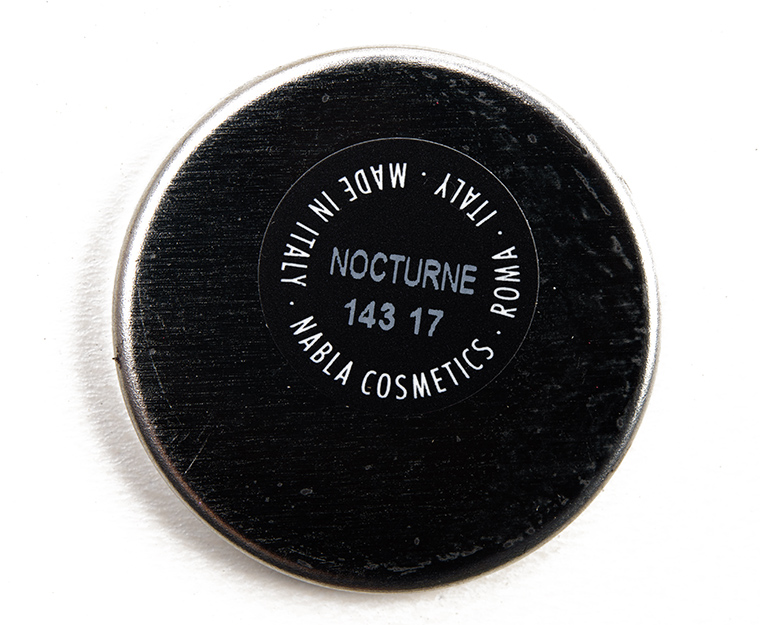 NOCTURNE
143 17
NABLA COSMETICS · ROMA · ITALY · MADE IN ITALY ·